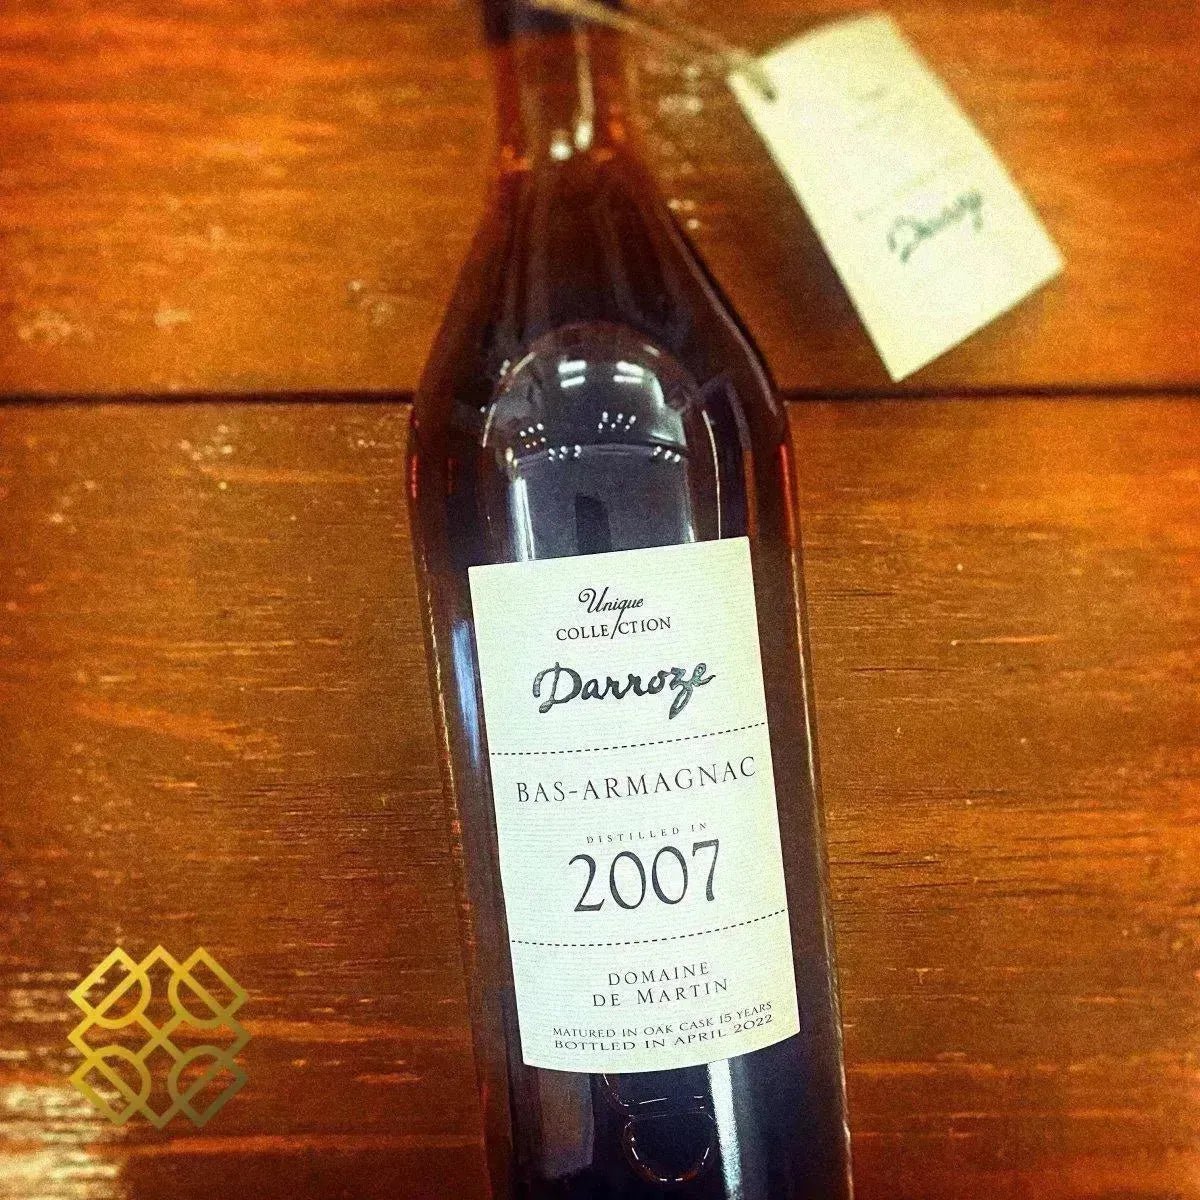 Darroze
Unique
COLLECTION
Darroze
BAS-ARMAGNAC
DISTILLED IN
2007
DOMAINE
DE MARTIN
MATURED IN OAK CASK 15 YEARS
BOTTLED IN APRIL 2022